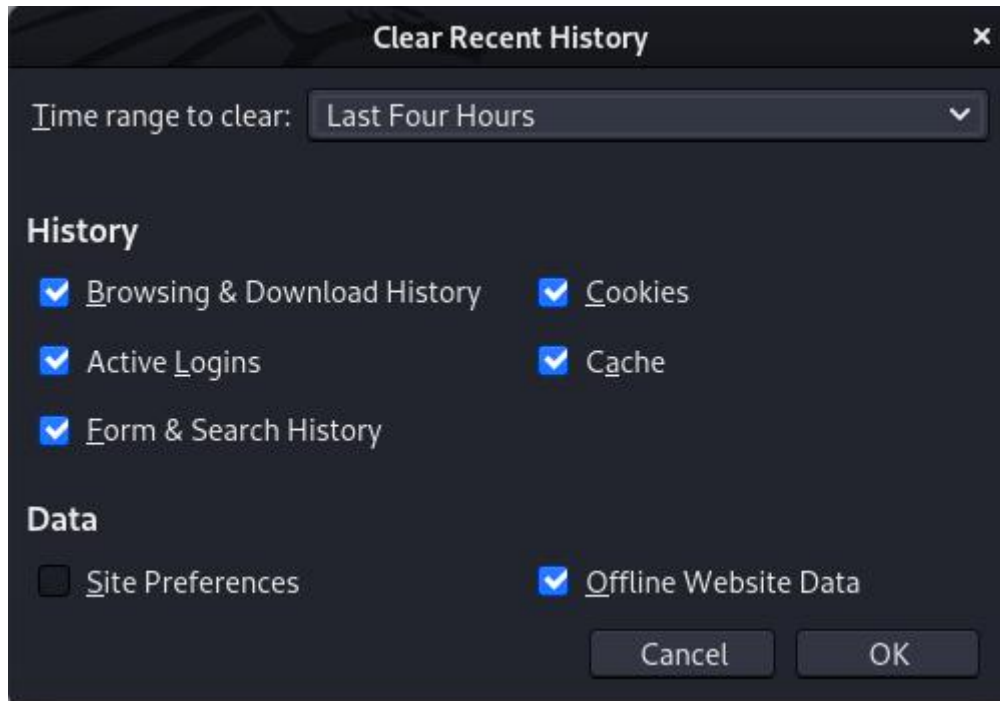 Clear Recent History
Time range to clear: Last Four Hours
History
Browsing & Download History
Cookies
Active Logins
Cache
Form & Search History
Data
Site Preferences
Offline Website Data
Cancel
OK